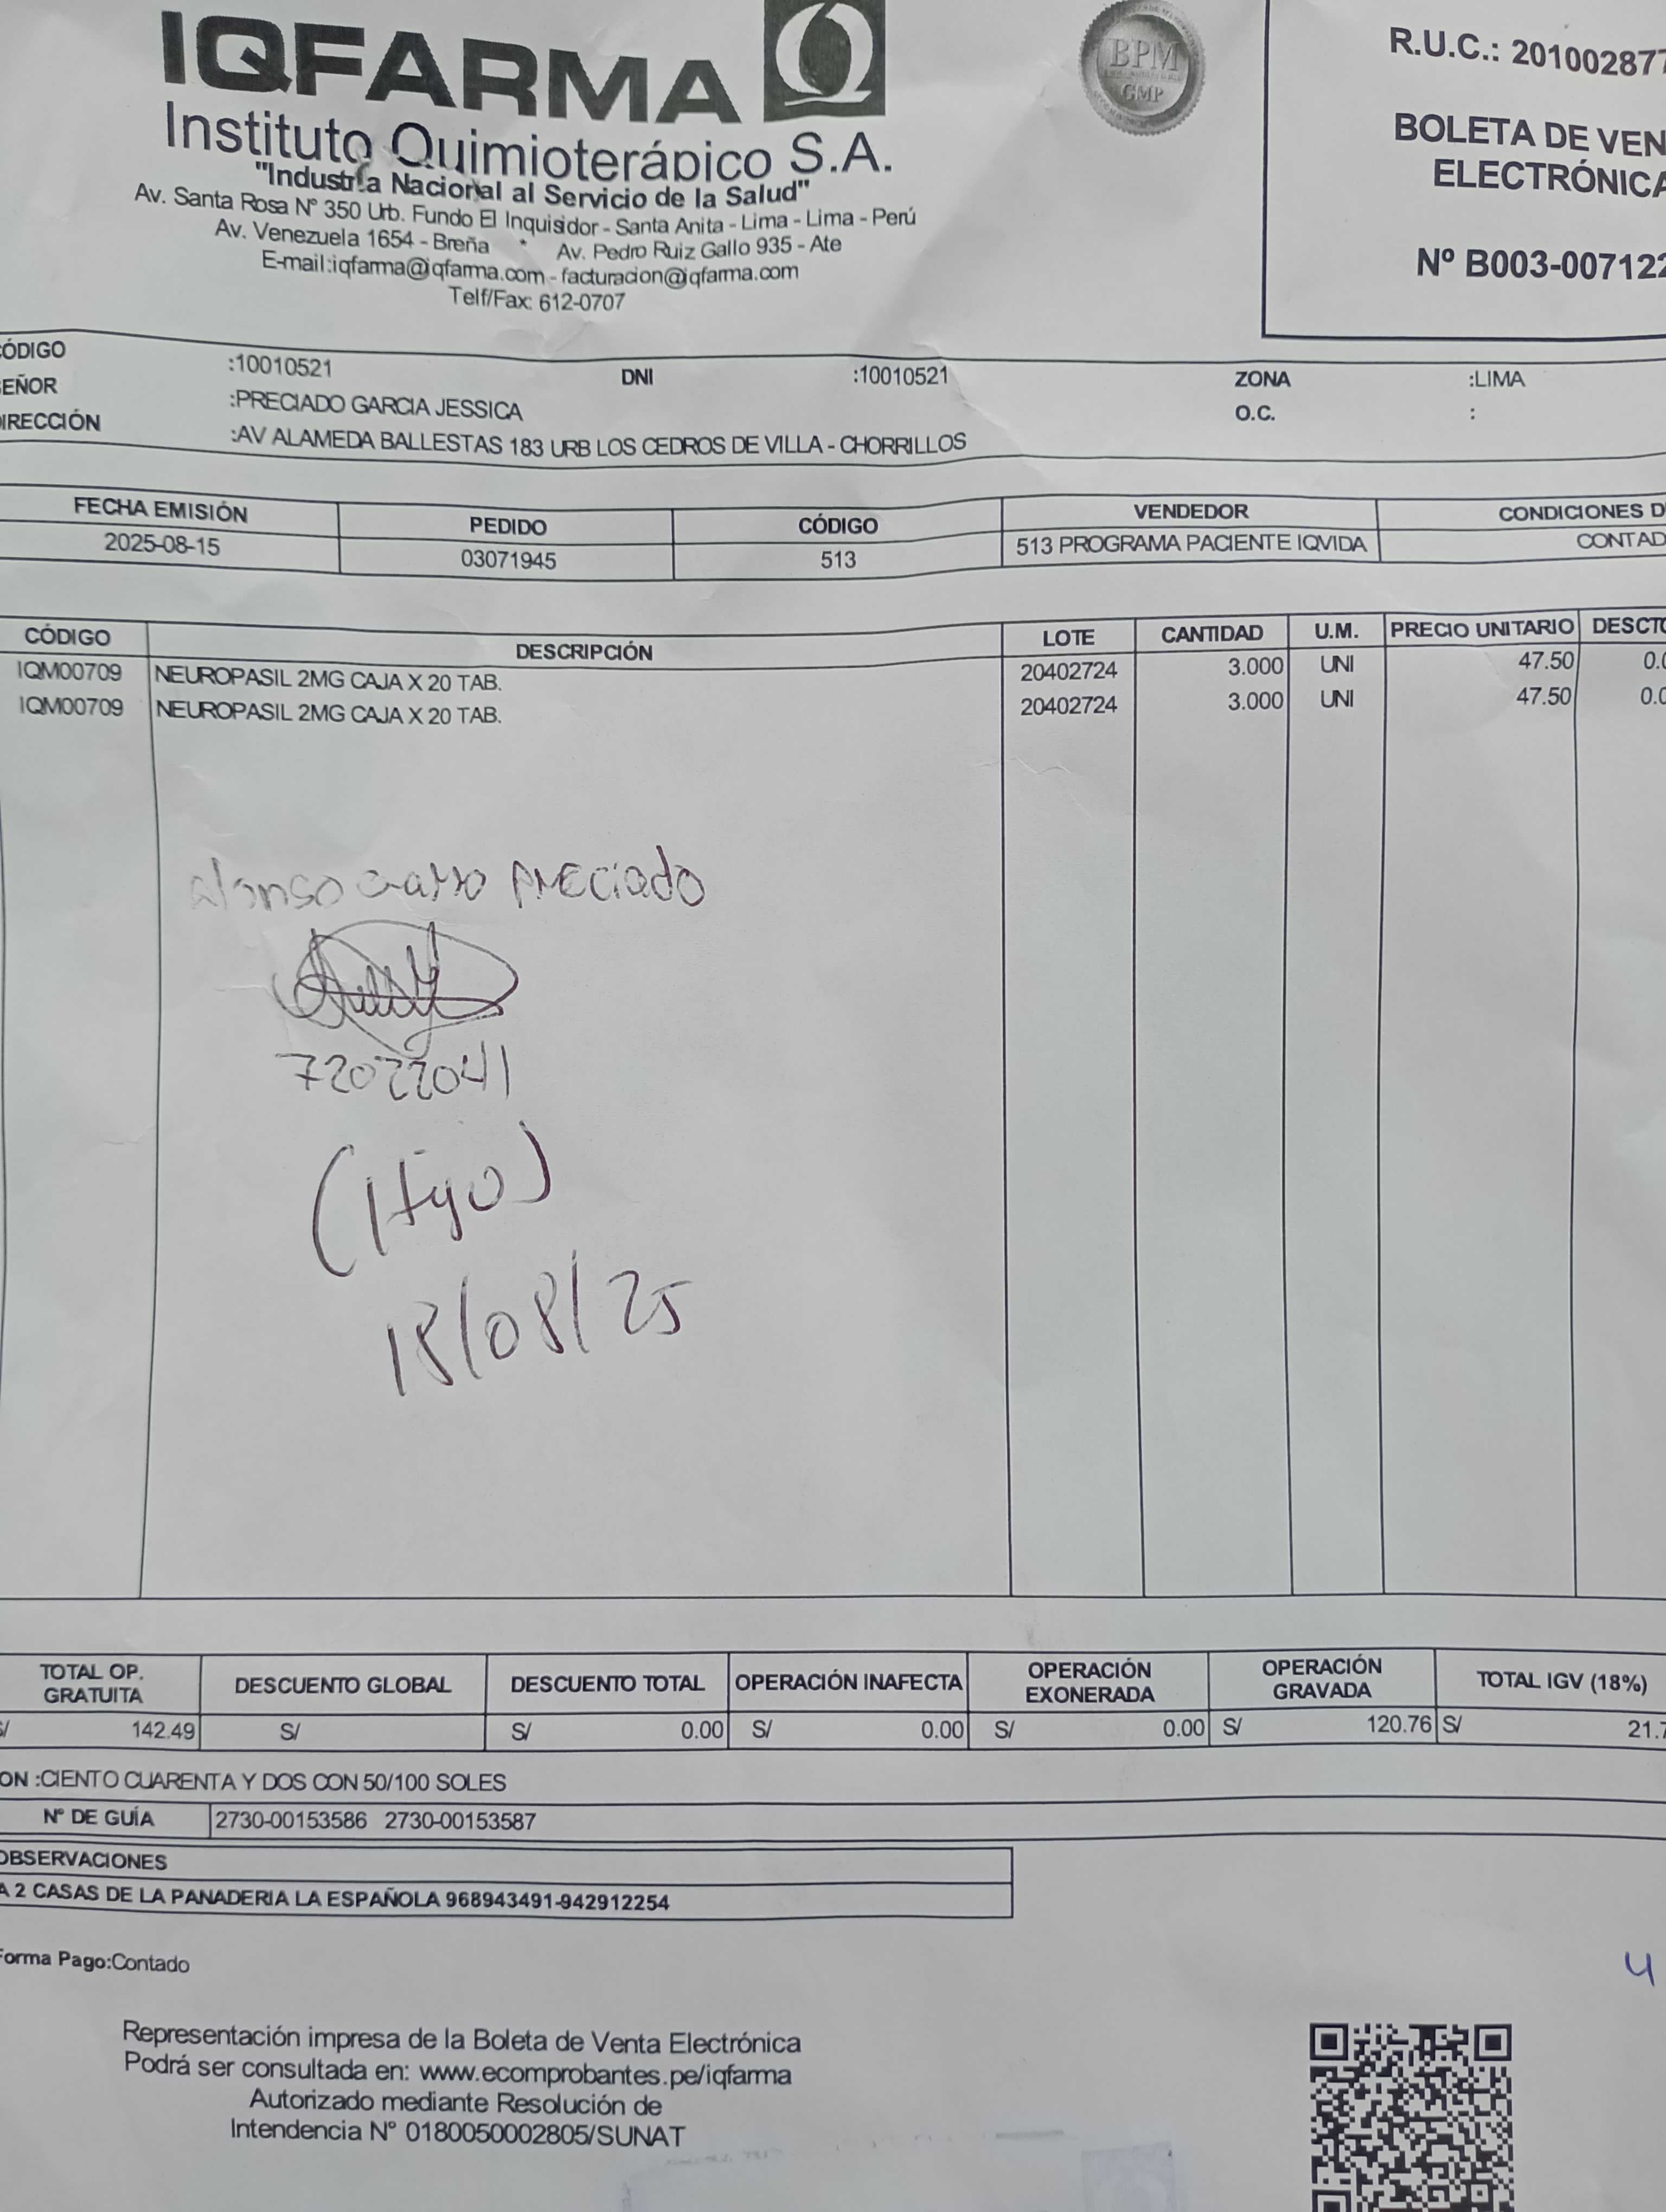 IQFARMA
Instituto Quimioterápico S.A.
"Industria Nacional al Servicio de la Salud"
Av. Santa Rosa N° 350 Urb. Fundo El Inquisidor - Santa Anita - Lima - Lima - Perú
Av. Venezuela 1654 - Breña * Av. Pedro Ruiz Gallo 935 - Ate
E-mail:iqfarma@iqfarma.com - facturacion@iqfarma.com
Telf/Fax: 612-0707
BPM
GMP
R.U.C.: 201002877
BOLETA DE VEN
ELECTRÓNICA
Nº B003-007122
ÓDIGO :10010521 DNI :10010521 ZONA :LIMA
EÑOR :PRECIADO GARCIA JESSICA O.C. :
IRECCIÓN :AV ALAMEDA BALLESTAS 183 URB LOS CEDROS DE VILLA - CHORRILLOS
FECHA EMISIÓN PEDIDO CÓDIGO VENDEDOR CONDICIONES D
2025-08-15 03071945 513 513 PROGRAMA PACIENTE IQVIDA CONTAD
CÓDIGO DESCRIPCIÓN LOTE CANTIDAD U.M. PRECIO UNITARIO DESCTO
IQM00709 NEUROPASIL 2MG CAJA X 20 TAB. 20402724 3.000 UNI 47.50 0.0
IQM00709 NEUROPASIL 2MG CAJA X 20 TAB. 20402724 3.000 UNI 47.50 0.0
Alonso PRECiado
72022041
(Hijo)
18/08/25
TOTAL OP. GRATUITA DESCUENTO GLOBAL DESCUENTO TOTAL OPERACIÓN INAFECTA OPERACIÓN EXONERADA OPERACIÓN GRAVADA TOTAL IGV (18%)
S/ 142.49 S/ S/ 0.00 S/ 0.00 S/ 0.00 S/ 120.76 S/ 21.7
ON :CIENTO CUARENTA Y DOS CON 50/100 SOLES
N° DE GUÍA 2730-00153586 2730-00153587
OBSERVACIONES
A 2 CASAS DE LA PANADERIA LA ESPAÑOLA 968943491-942912254
Forma Pago:Contado
4
Representación impresa de la Boleta de Venta Electrónica
Podrá ser consultada en: www.ecomprobantes.pe/iqfarma
Autorizado mediante Resolución de
Intendencia N° 0180050002805/SUNAT